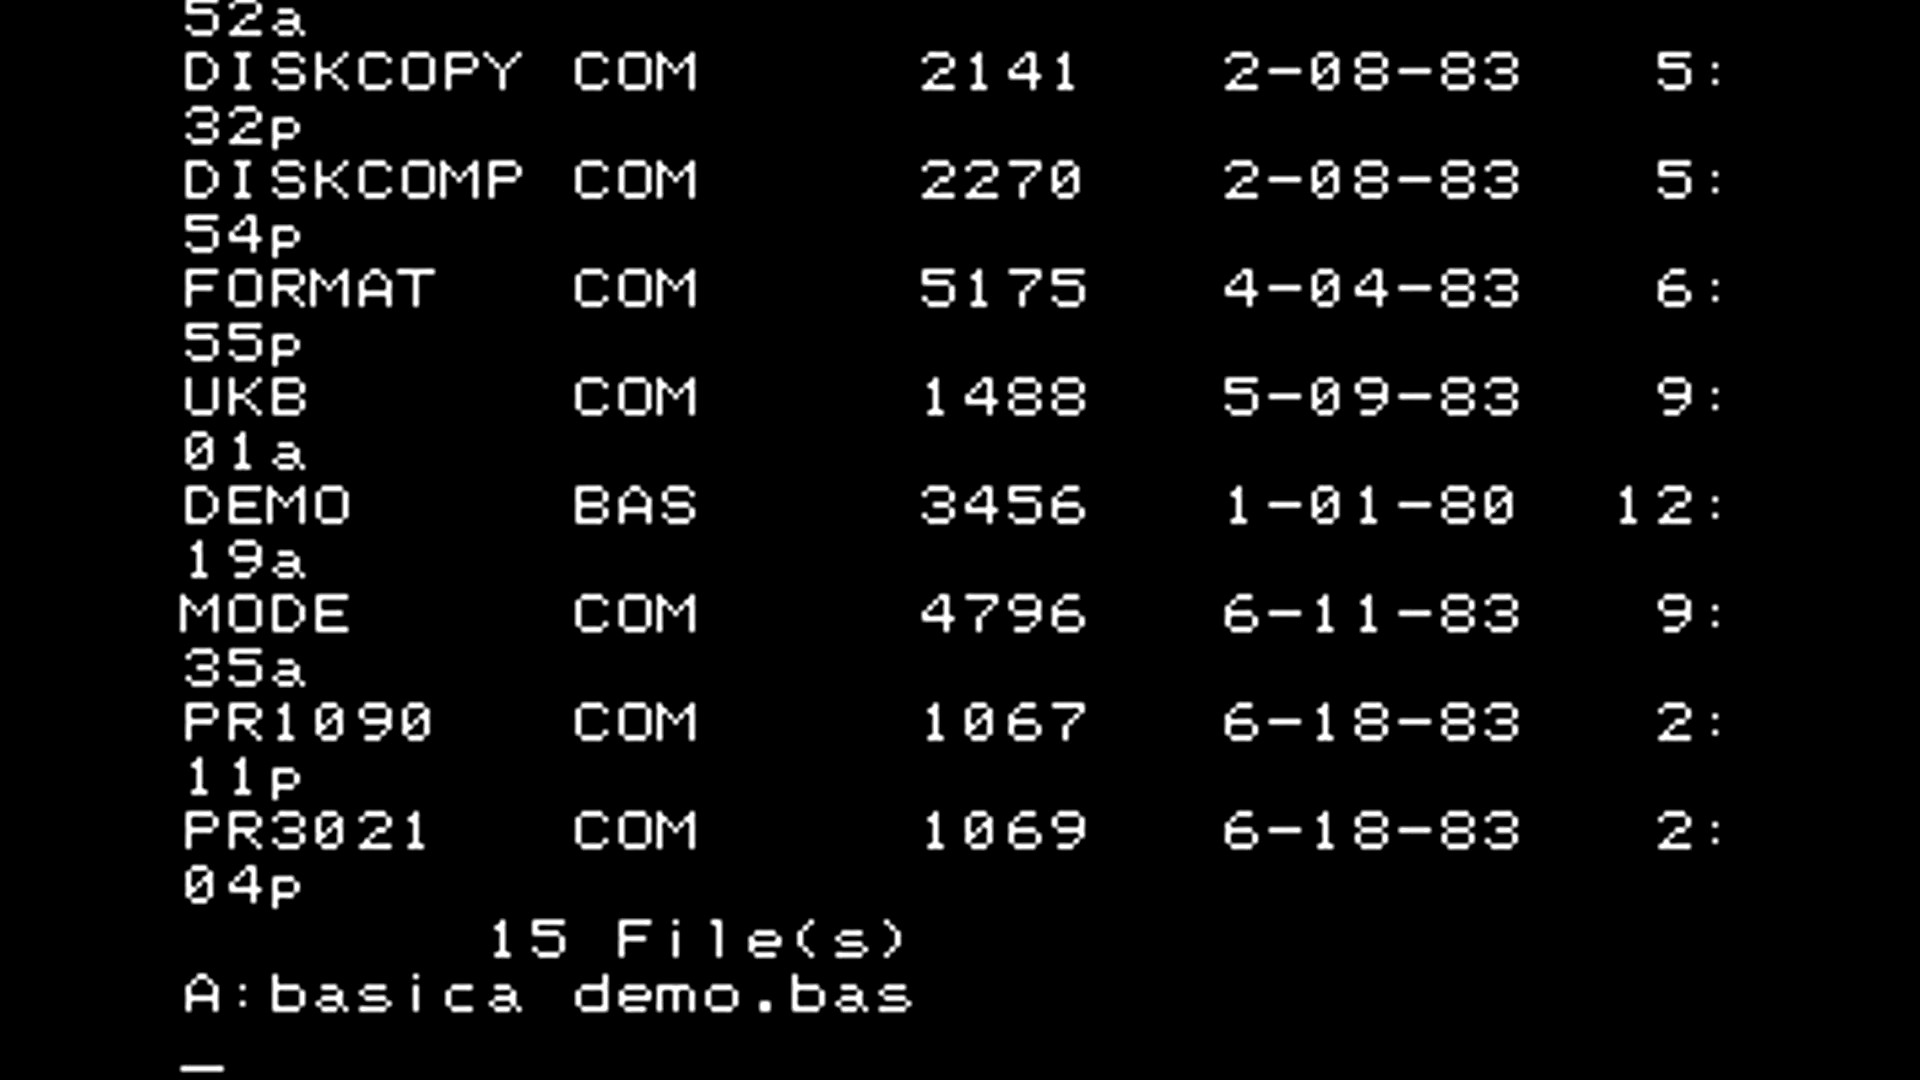 52a
DISKCOPY COM 2141 2-08-83 5:
32p
DISKCOMP COM 2270 2-08-83 5:
54p
FORMAT COM 5175 4-04-83 6:
55p
UKB COM 1488 5-09-83 9:
01a
DEMO BAS 3456 1-01-80 12:
19a
MODE COM 4796 6-11-83 9:
35a
PR1090 COM 1067 6-18-83 2:
11p
PR3021 COM 1069 6-18-83 2:
04p
15 File(s)
A:basica demo.bas
_